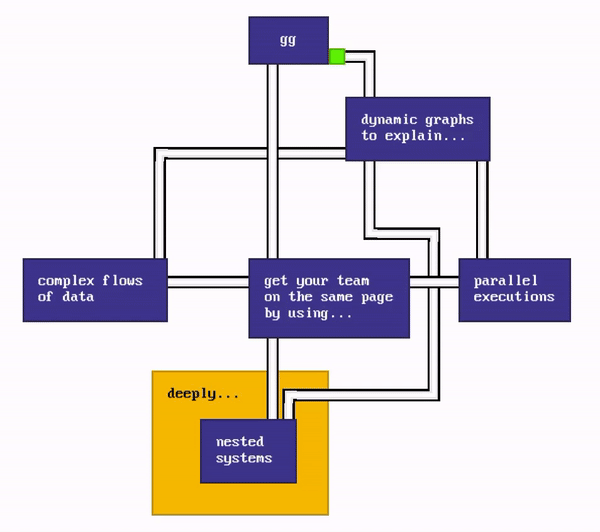 gg
dynamic graphs
to explain...
complex flows
of data
get your team
on the same page
by using...
parallel
executions
deeply...
nested
systems